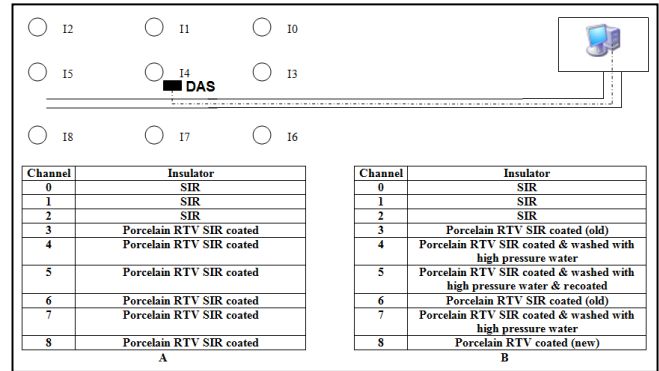 I2 I1 I0
I5 I4 I3
DAS
I8 I7 I6
Channel Insulator
0 SIR
1 SIR
2 SIR
3 Porcelain RTV SIR coated
4 Porcelain RTV SIR coated
5 Porcelain RTV SIR coated
6 Porcelain RTV SIR coated
7 Porcelain RTV SIR coated
8 Porcelain RTV SIR coated
A
Channel Insulator
0 SIR
1 SIR
2 SIR
3 Porcelain RTV SIR coated (old)
4 Porcelain RTV SIR coated & washed with
high pressure water
5 Porcelain RTV SIR coated & washed with
high pressure water & recoated
6 Porcelain RTV SIR coated (old)
7 Porcelain RTV SIR coated & washed with
high pressure water
8 Porcelain RTV coated (new)
B